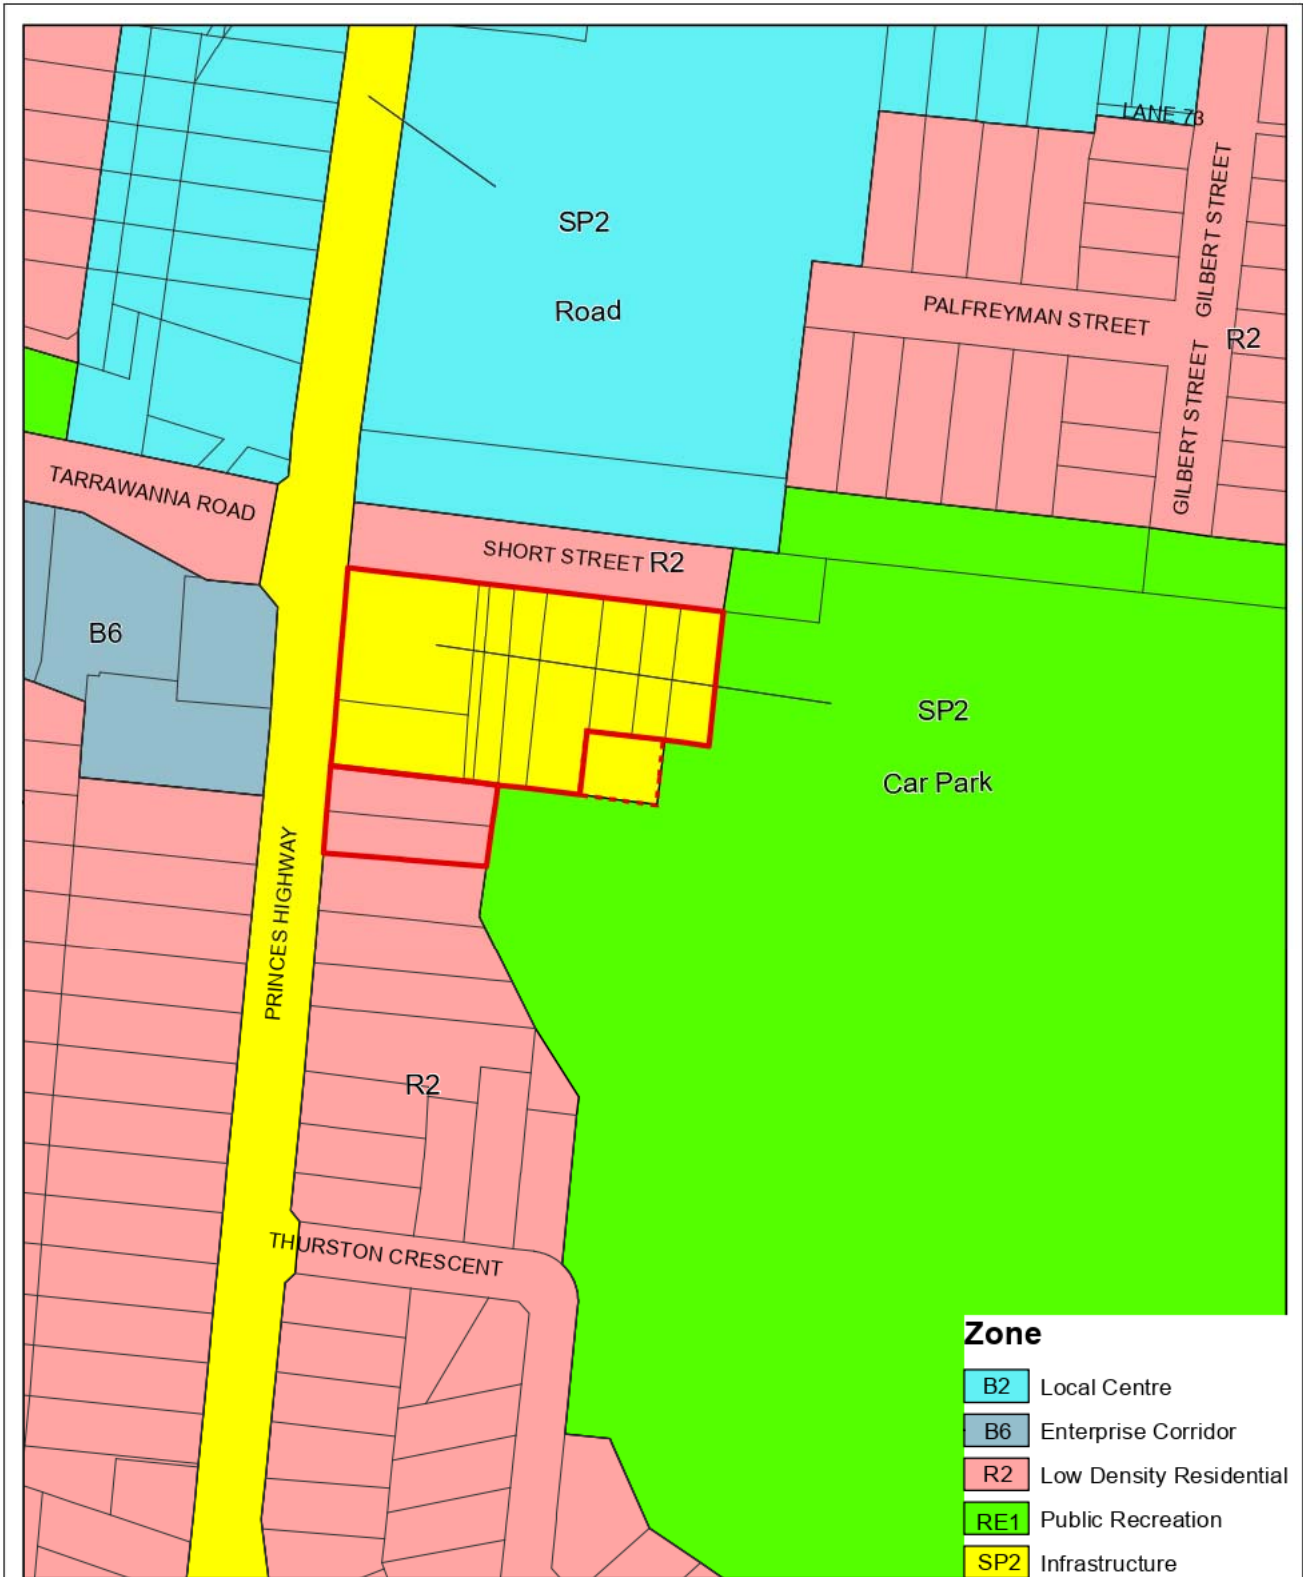 LANE 73
GILBERT STREET
SP2
Road
PALFREYMAN STREET
R2
GILBERT STREET
TARRAWANNA ROAD
SHORT STREET R2
B6
SP2
Car Park
PRINCES HIGHWAY
R2
THURSTON CRESCENT
Zone
B2 Local Centre
B6 Enterprise Corridor
R2 Low Density Residential
RE1 Public Recreation
SP2 Infrastructure